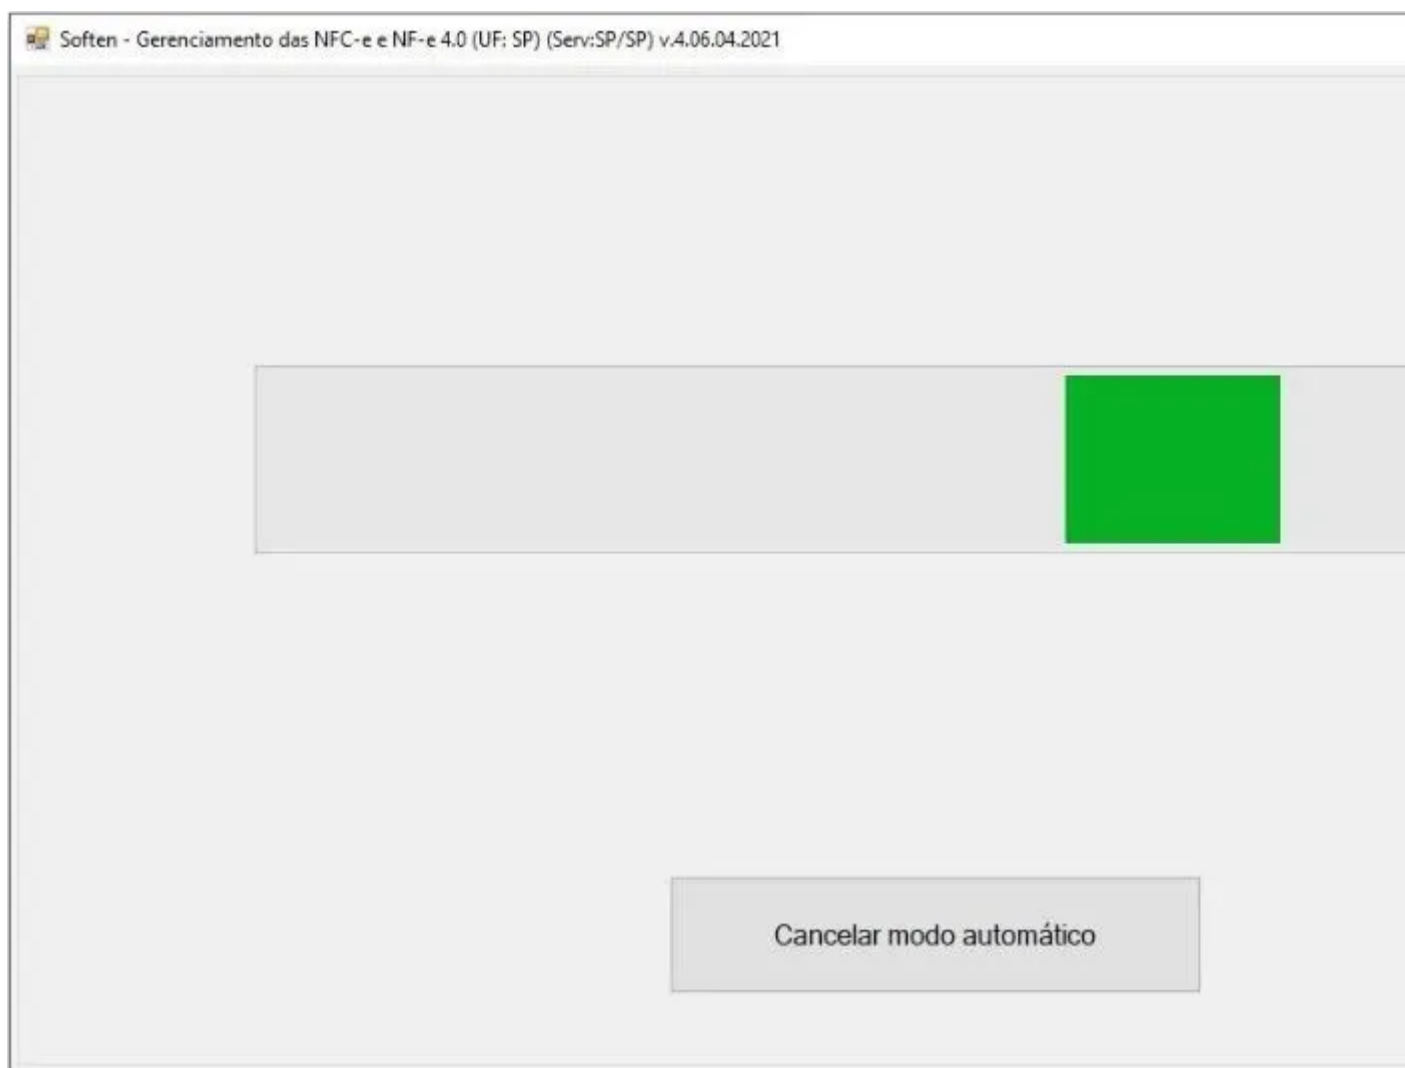 Soften - Gerenciamento das NFC-e e NF-e 4.0 (UF: SP) (Serv:SP/SP) v.4.06.04.2021
Cancelar modo automático